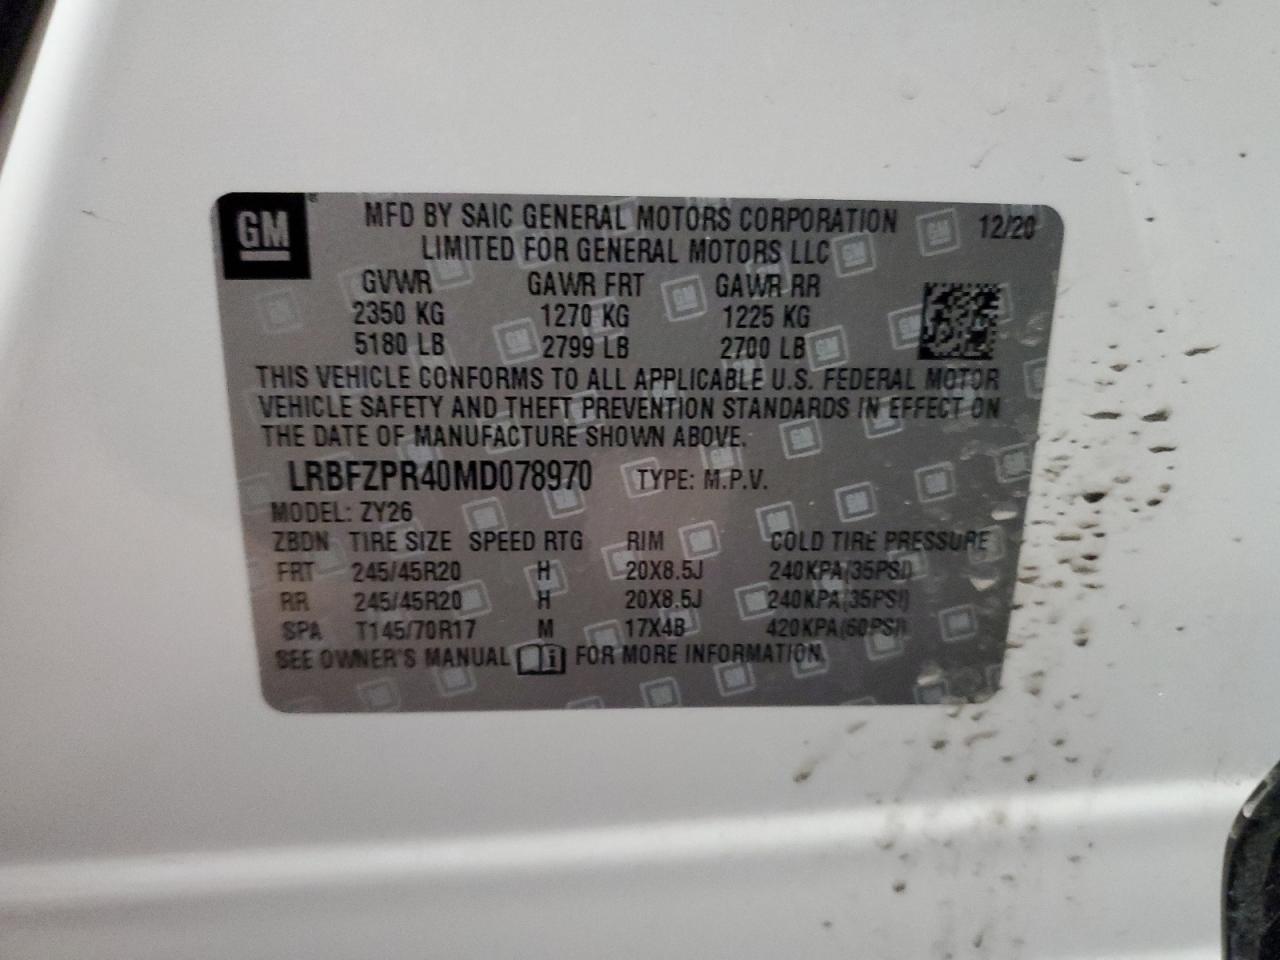 GM
MFD BY SAIC GENERAL MOTORS CORPORATION 12/20
LIMITED FOR GENERAL MOTORS LLC
GVWR GAWR FRT GAWR RR
2350 KG 1270 KG 1225 KG
5180 LB 2799 LB 2700 LB
THIS VEHICLE CONFORMS TO ALL APPLICABLE U.S. FEDERAL MOTOR
VEHICLE SAFETY AND THEFT PREVENTION STANDARDS IN EFFECT ON
THE DATE OF MANUFACTURE SHOWN ABOVE.
LRBFZPR40MD078970 TYPE: M.P.V.
MODEL: ZY26
ZBDN TIRE SIZE SPEED RTG RIM COLD TIRE PRESSURE
FRT 245/45R20 H 20X8.5J 240KPA(35PSI)
RR 245/45R20 H 20X8.5J 240KPA(35PSI)
SPA T145/70R17 M 17X4B 420KPA(60PSI)
SEE OWNER'S MANUAL i FOR MORE INFORMATION.